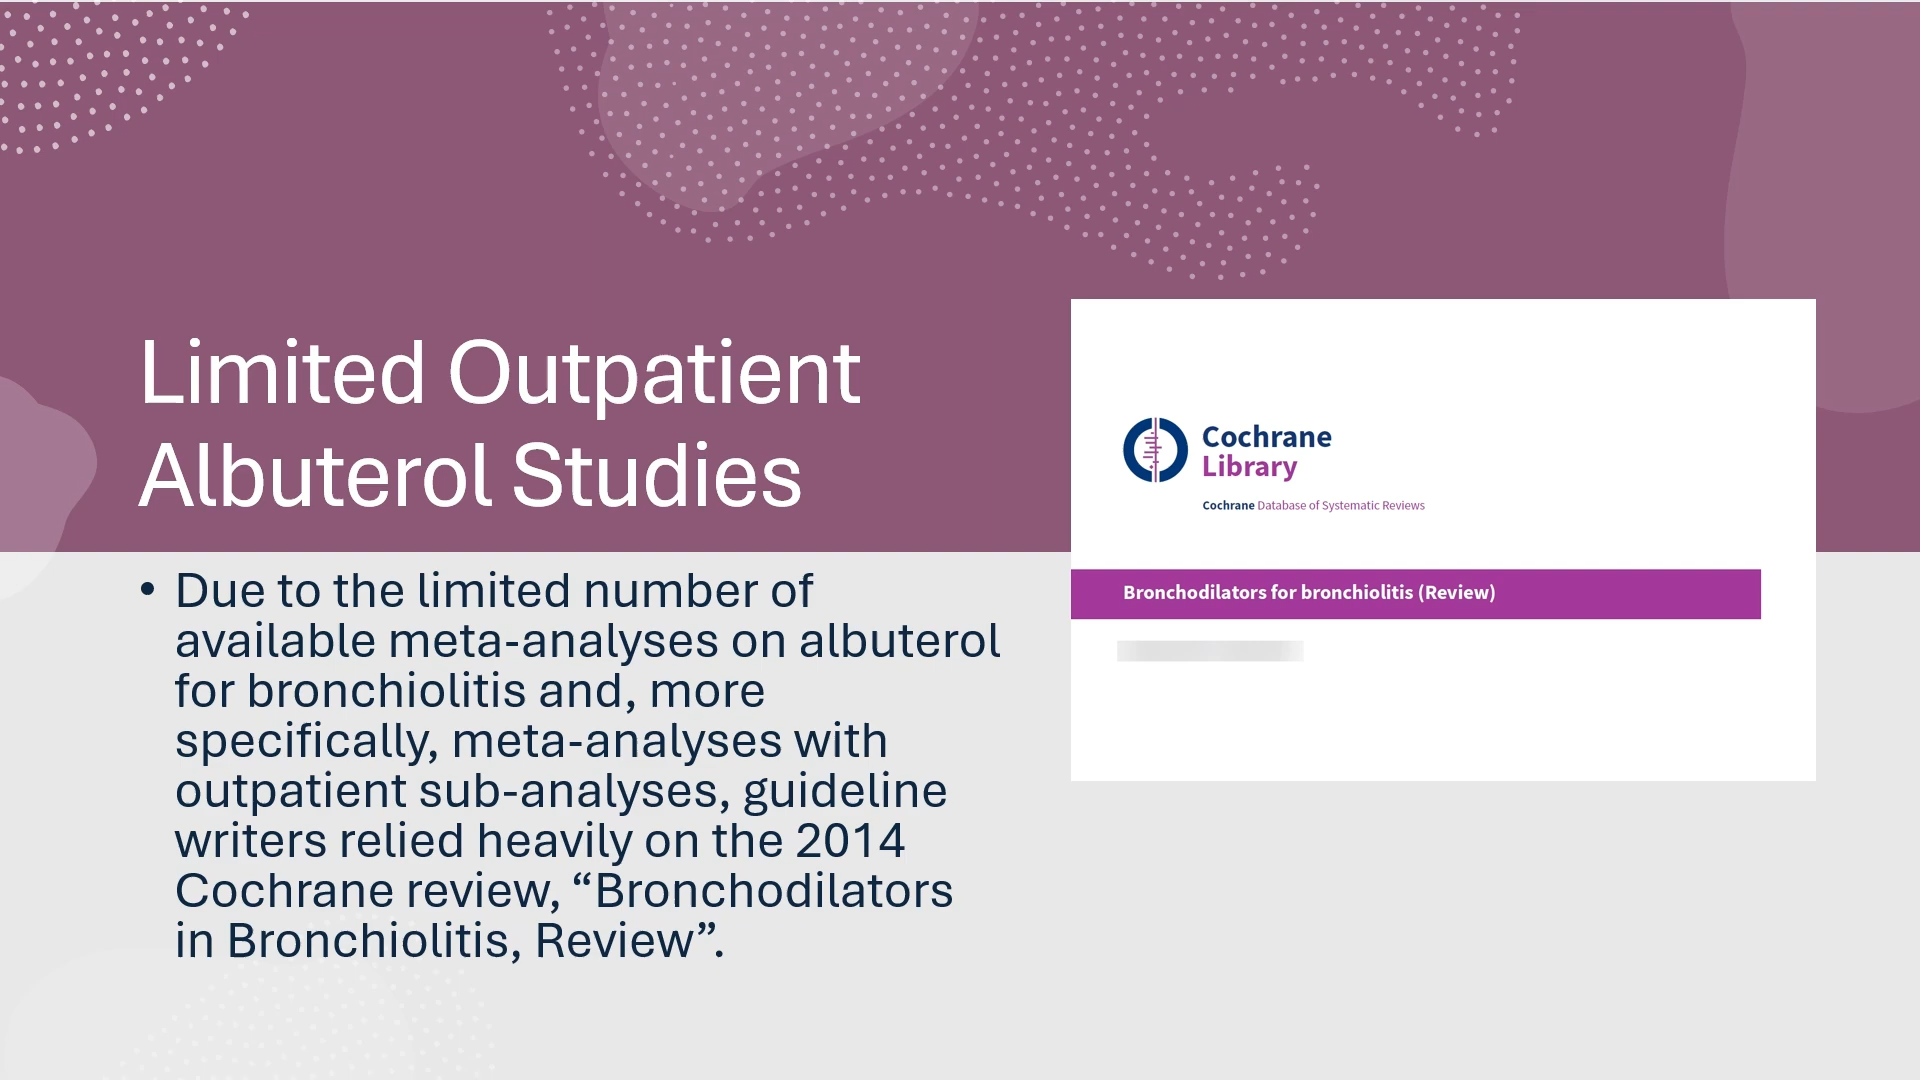 Limited Outpatient
Albuterol Studies
• Due to the limited number of
available meta-analyses on albuterol
for bronchiolitis and, more
specifically, meta-analyses with
outpatient sub-analyses, guideline
writers relied heavily on the 2014
Cochrane review, “Bronchodilators
in Bronchiolitis, Review”.
Cochrane
Library
Cochrane Database of Systematic Reviews
Bronchodilators for bronchiolitis (Review)